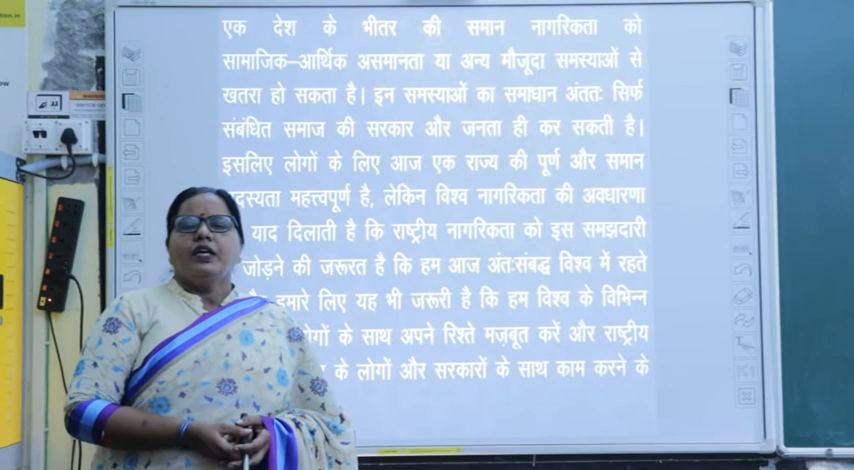 एक देश के भीतर की समान नागरिकता को
सामाजिक–आर्थिक असमानता या अन्य मौजूदा समस्याओं से
खतरा हो सकता है। इन समस्याओं का समाधान अंततः सिर्फ
संबंधित समाज की सरकार और जनता ही कर सकती है।
इसलिए लोगों के लिए आज एक राज्य की पूर्ण और समान
महत्त्वपूर्ण है, लेकिन विश्व नागरिकता की अवधारणा
याद दिलाती है कि राष्ट्रीय नागरिकता को इस समझदारी
जोड़ने की जरूरत है कि हम आज अंतःसंबद्ध विश्व में रहते
हमारे लिए यह भी जरूरी है कि हम विश्व के विभिन्न
के साथ अपने रिश्ते मज़बूत करें और राष्ट्रीय
के लोगों और सरकारों के साथ काम करने के